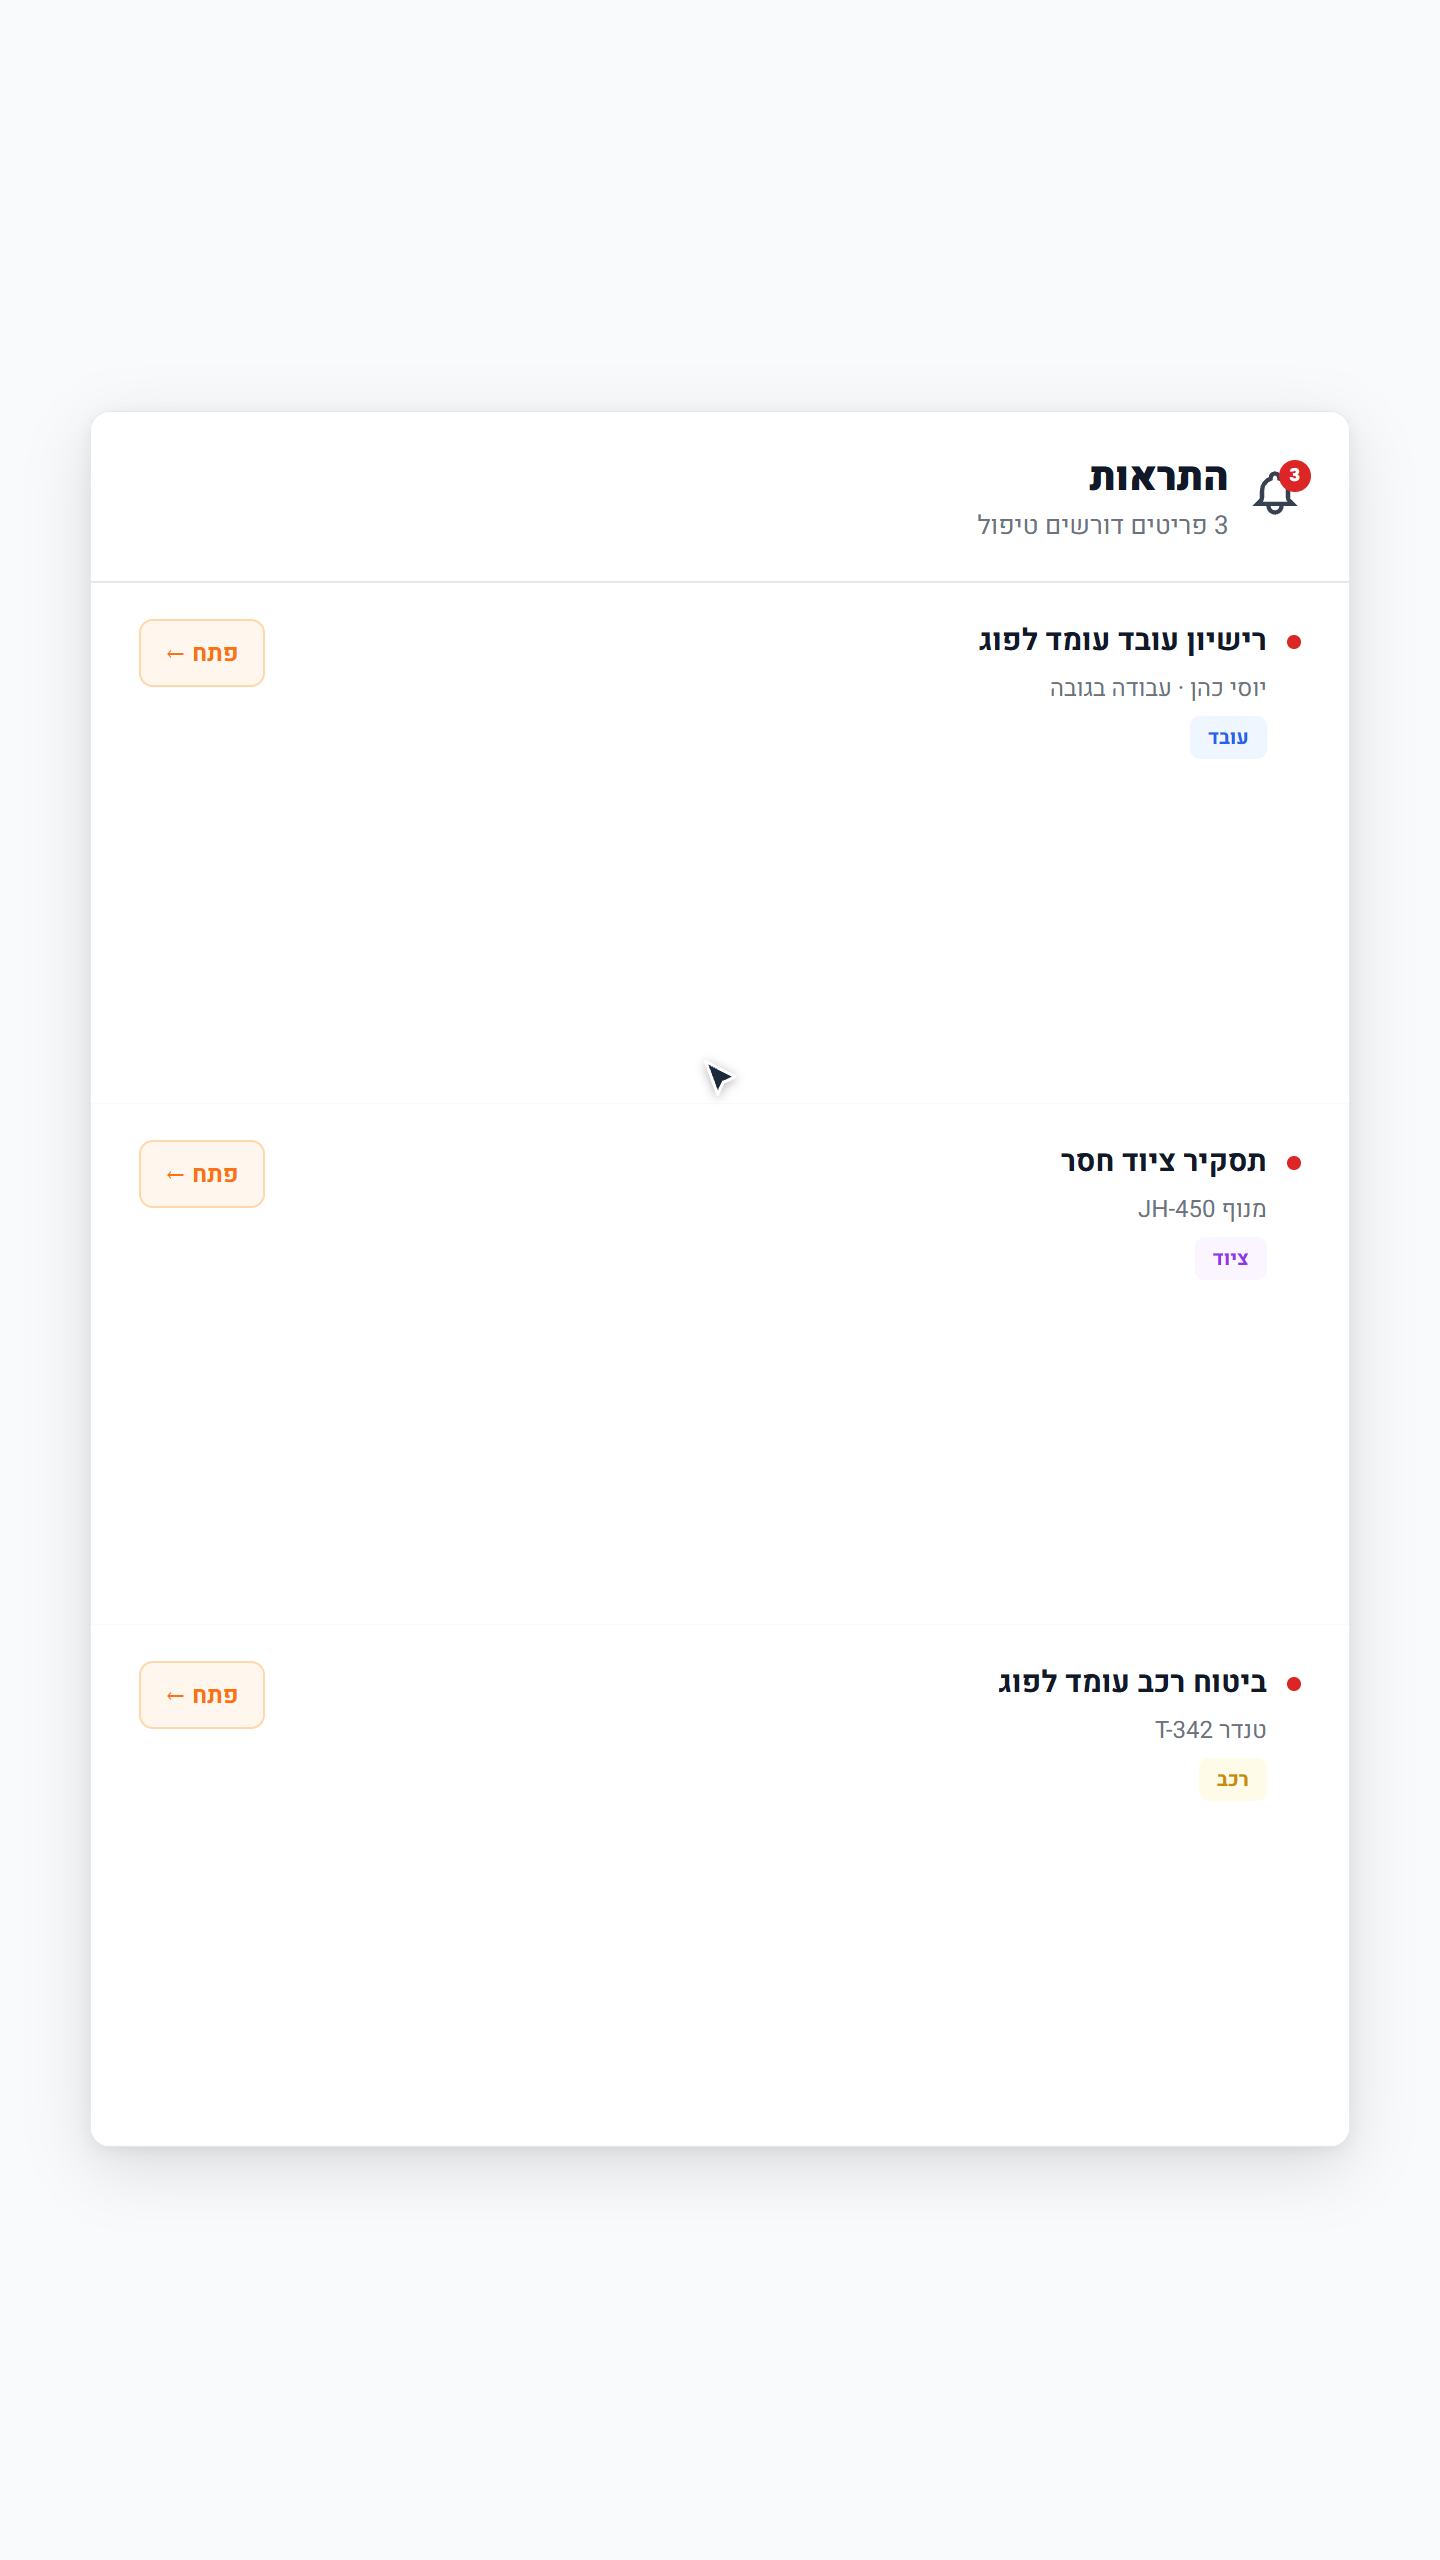 3
התראות
3 פריטים דורשים טיפול
רישיון עובד עומד לפוג
יוסי כהן · עבודה בגובה
עובד
פתח ←
תסקיר ציוד חסר
מנוף JH-450
ציוד
פתח ←
ביטוח רכב עומד לפוג
טנדר T-342
רכב
פתח ←